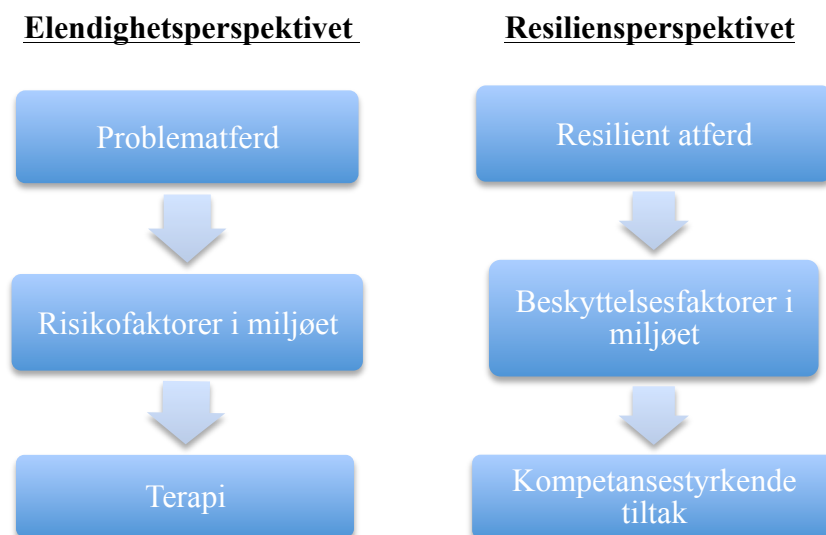 Elendighetsperspektivet
Problematferd
Risikofaktorer i miljøet
Terapi
Resiliensperspektivet
Resilient atferd
Beskyttelsesfaktorer i
miljøet
Kompetansestyrkende
tiltak